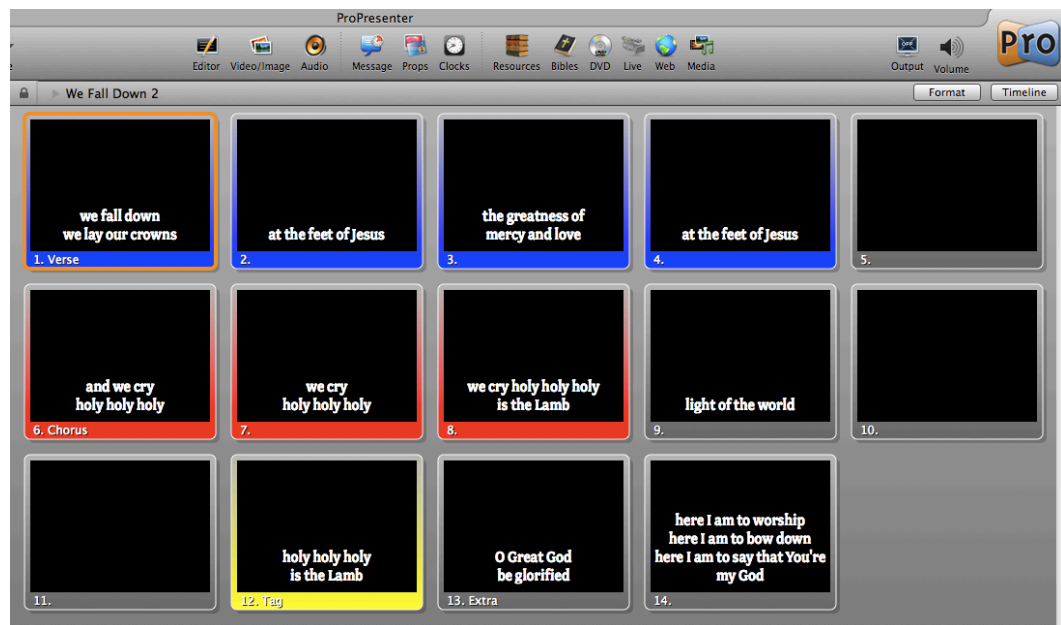 ProPresenter
Editor Video/Image Audio Message Props Clocks Resources Bibles DVD Live Web Media Output Volume
Pro
We Fall Down 2 Format Timeline
we fall down
we lay our crowns
1. Verse
at the feet of Jesus
2.
the greatness of
mercy and love
3.
at the feet of Jesus
4.
5.
and we cry
holy holy holy
6. Chorus
we cry
holy holy holy
7.
we cry holy holy holy
is the Lamb
8.
light of the world
9.
10.
11.
holy holy holy
is the Lamb
12. Tag
O Great God
be glorified
13. Extra
here I am to worship
here I am to bow down
here I am to say that You're
my God
14.